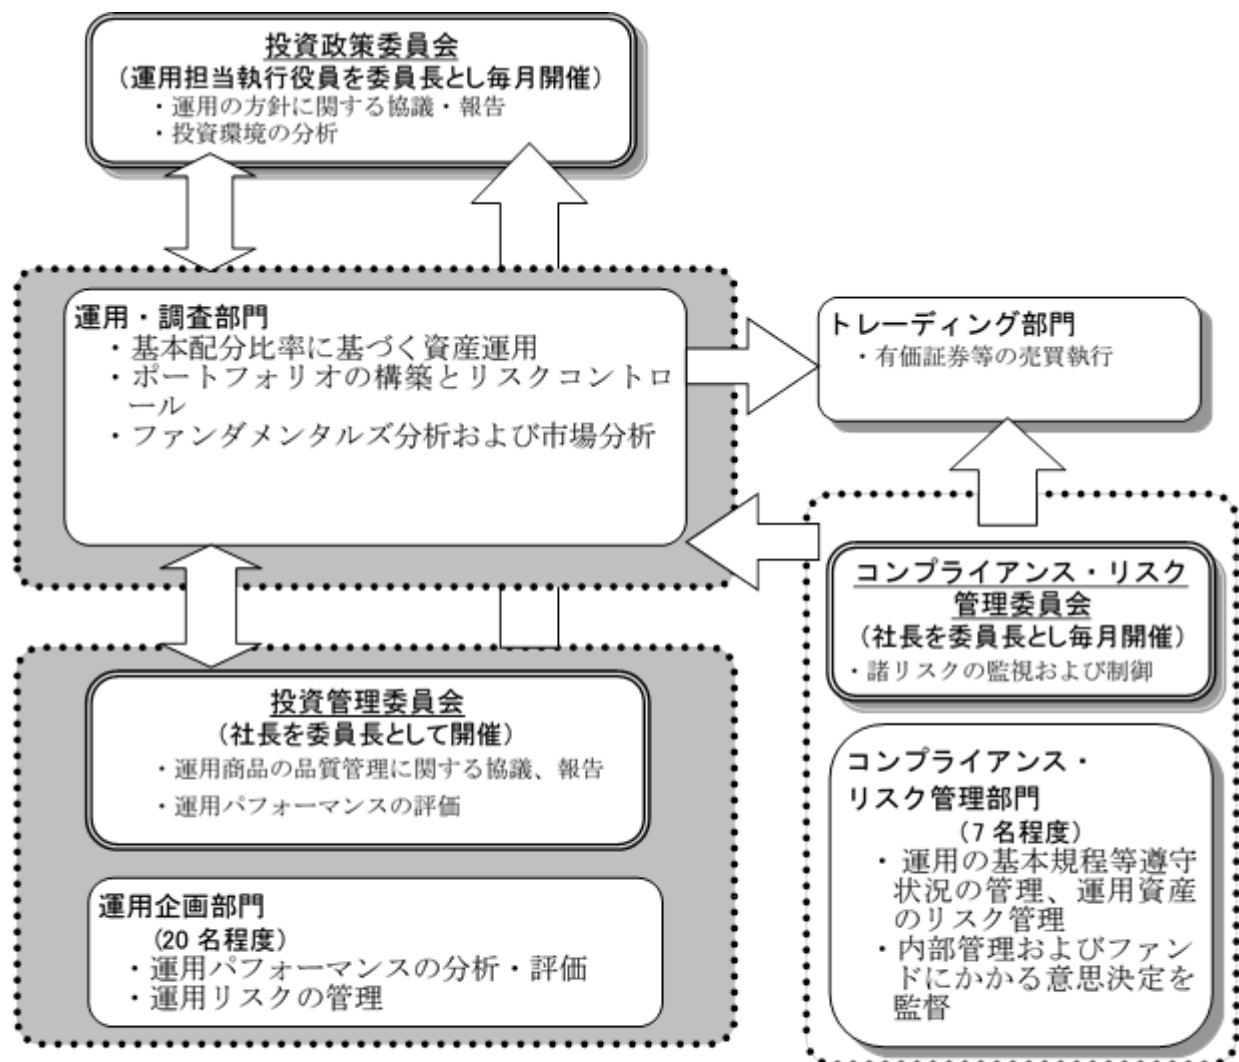 投資政策委員会
(運用担当執行役員を委員長とし毎月開催)
・運用の方針に関する協議・報告
・投資環境の分析
運用・調査部門
・基本配分比率に基づく資産運用
・ポートフォリオの構築とリスクコントロ
ール
・ファンダメンタルズ分析および市場分析
トレーディング部門
・有価証券等の売買執行
コンプライアンス・リスク
管理委員会
(社長を委員長とし毎月開催)
・諸リスクの監視および制御
投資管理委員会
(社長を委員長として開催)
・運用商品の品質管理に関する協議、報告
・運用パフォーマンスの評価
運用企画部門
(20 名程度)
・運用パフォーマンスの分析・評価
・運用リスクの管理
コンプライアンス・
リスク管理部門
(7 名程度)
・運用の基本規程等遵守
状況の管理、運用資産
のリスク管理
・内部管理およびファン
ドにかかる意思決定を
監督